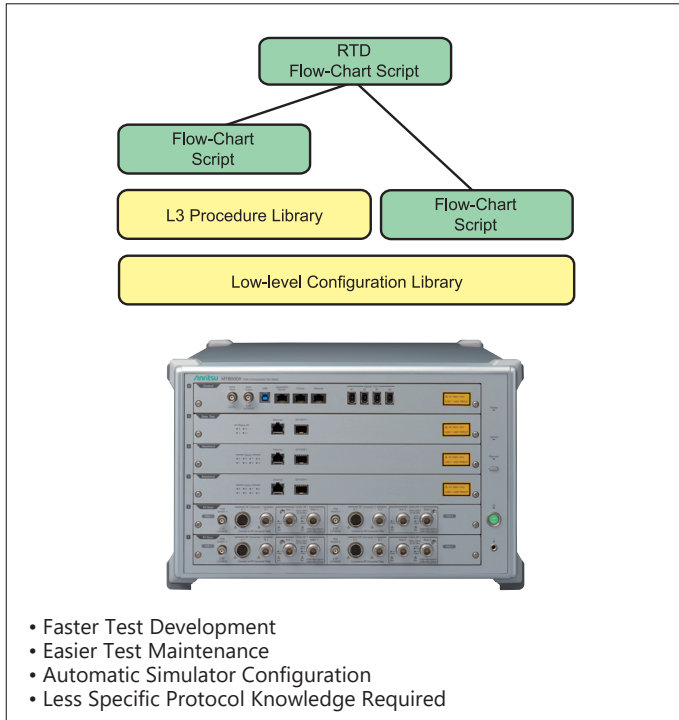 RTD
Flow-Chart Script
Flow-Chart
Script
L3 Procedure Library
Flow-Chart
Script
Low-level Configuration Library
Anritsu MT8000A
• Faster Test Development
• Easier Test Maintenance
• Automatic Simulator Configuration
• Less Specific Protocol Knowledge Required